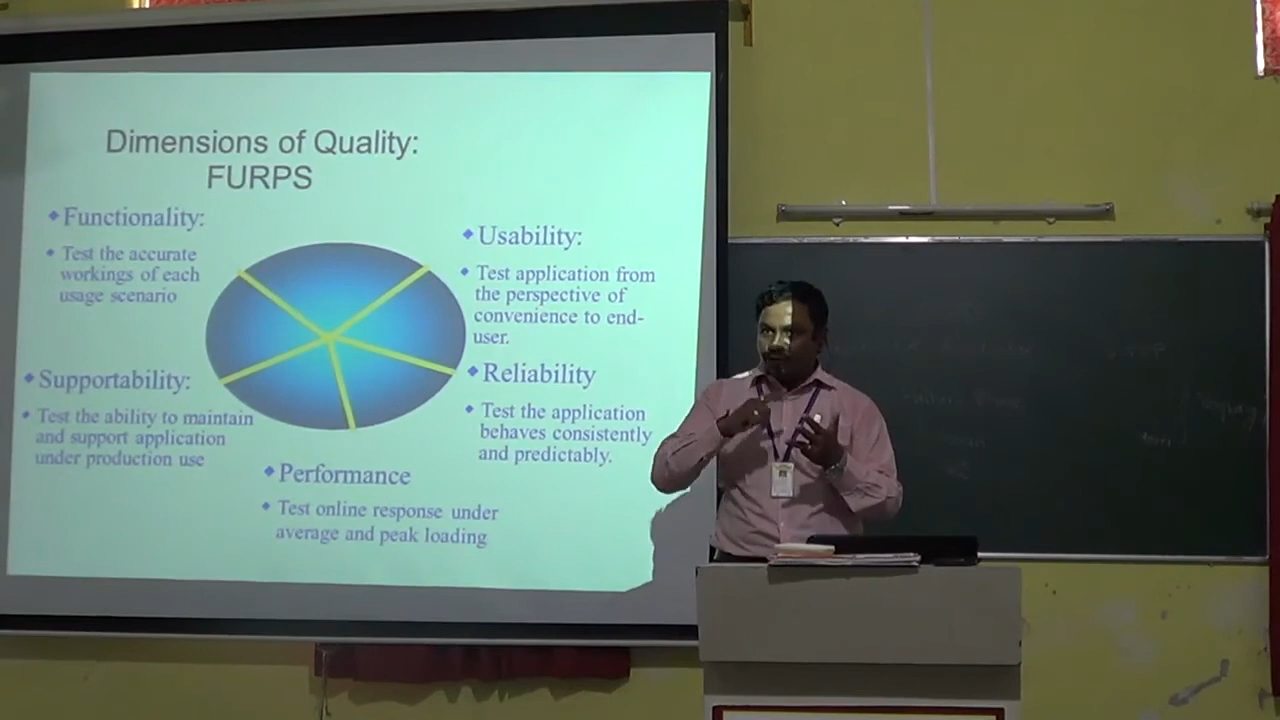 Dimensions of Quality:
FURPS
Functionality:
Test the accurate
workings of each
usage scenario
Usability:
Test application from
the perspective of
convenience to end-
user.
Reliability
Test the application
behaves consistently
and predictably.
Supportability:
Test the ability to maintain
and support application
under production use
Performance
Test online response under
average and peak loading